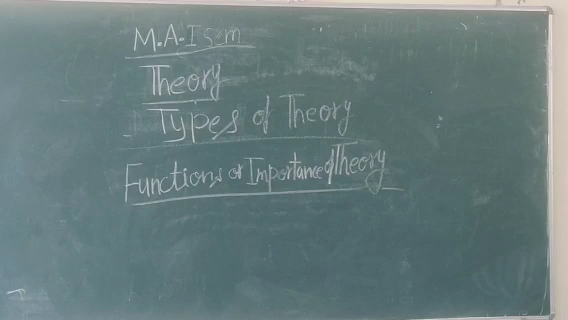 M.A. I Sem
Theory
Types of Theory
Functions or Importance of Theory